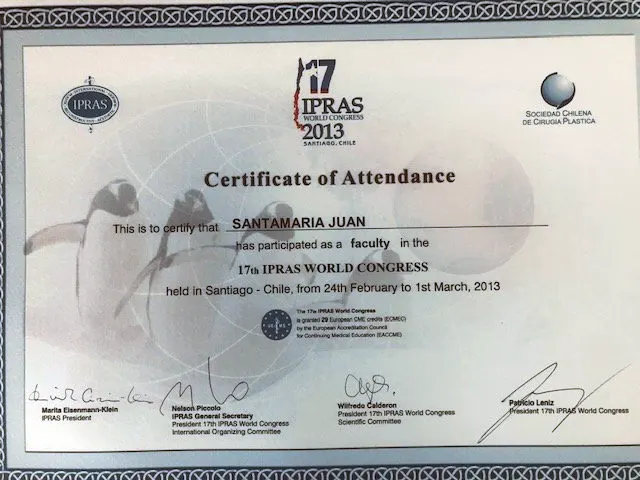 17
IPRAS
WORLD CONGRESS
2013
SANTIAGO, CHILE
IPRAS
SOCIEDAD CHILENA
DE CIRUGIA PLASTICA
Certificate of Attendance
This is to certify that SANTAMARIA JUAN
has participated as a faculty in the
17th IPRAS WORLD CONGRESS
held in Santiago - Chile, from 24th February to 1st March, 2013
The 17th IPRAS World Congress
is granted 29 European CME credits (ECMEC)
by the European Accreditation Council
for Continuing Medical Education (EACCME)
Marita Eisenmann-Klein
IPRAS President
Nelson Piccolo
IPRAS General Secretary
President 17th IPRAS World Congress
International Organizing Committee
Wilfredo Calderon
President 17th IPRAS World Congress
Scientific Committee
Patricio Leniz
President 17th IPRAS World Congress